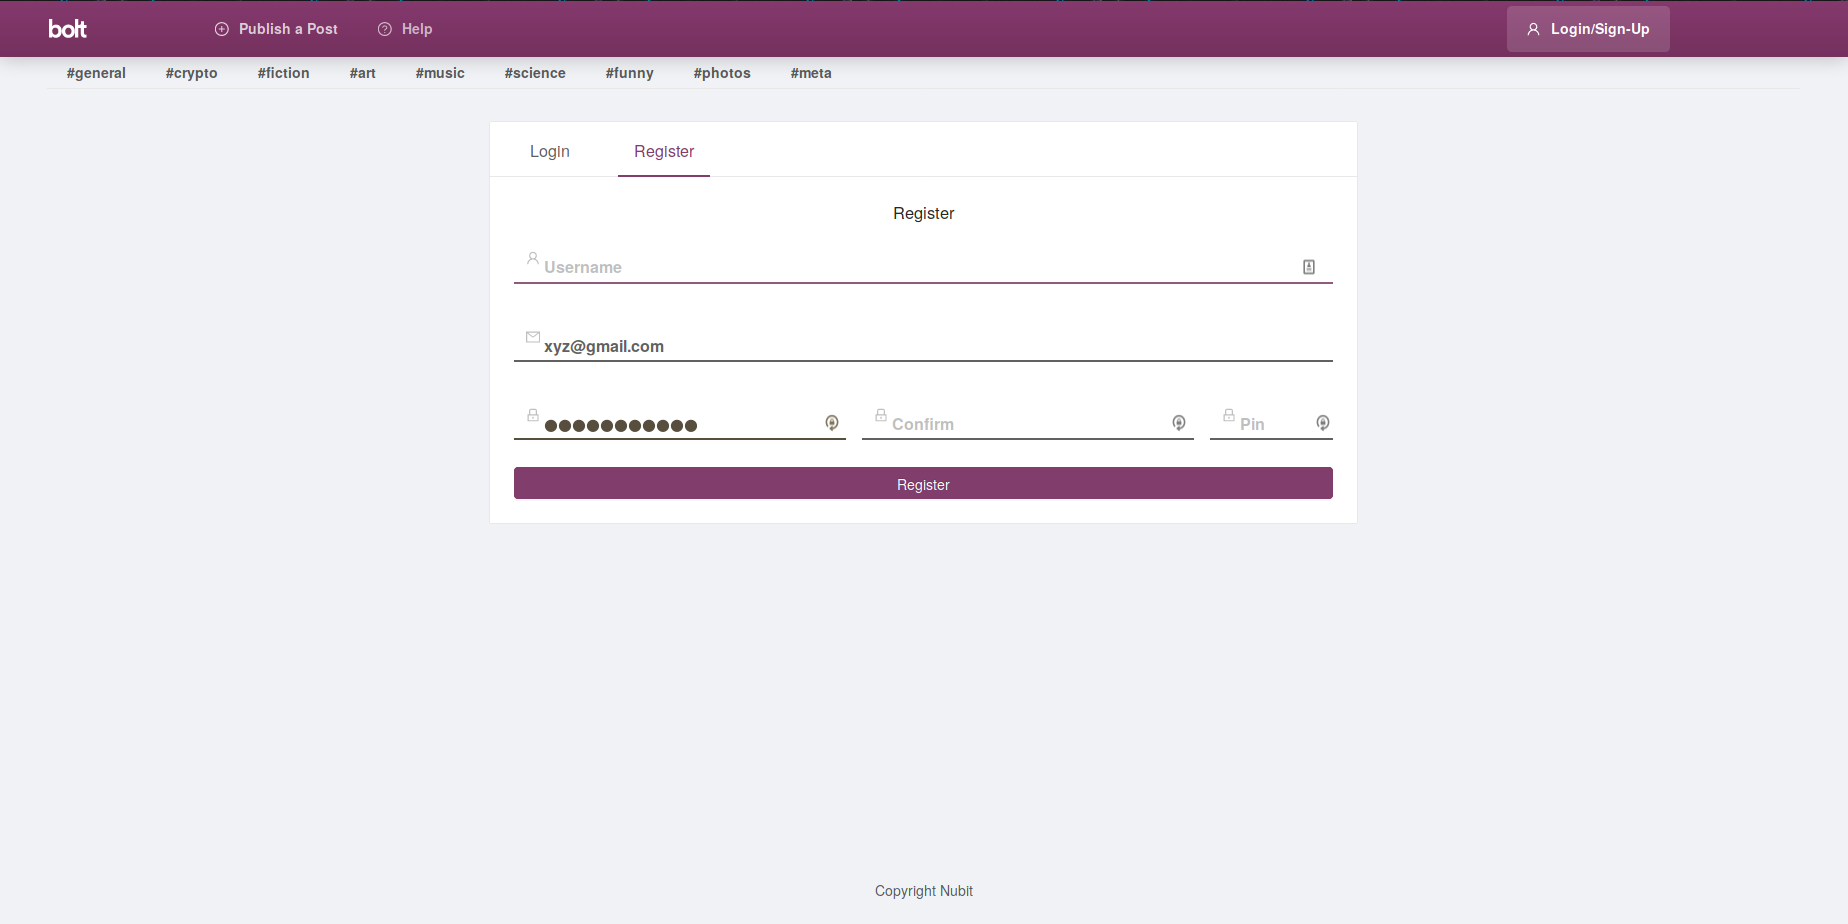 bolt Publish a Post Help Login/Sign-Up
#general #crypto #fiction #art #music #science #funny #photos #meta
Login Register
Register
Username
xyz@gmail.com
Confirm Pin
Register
Copyright Nubit